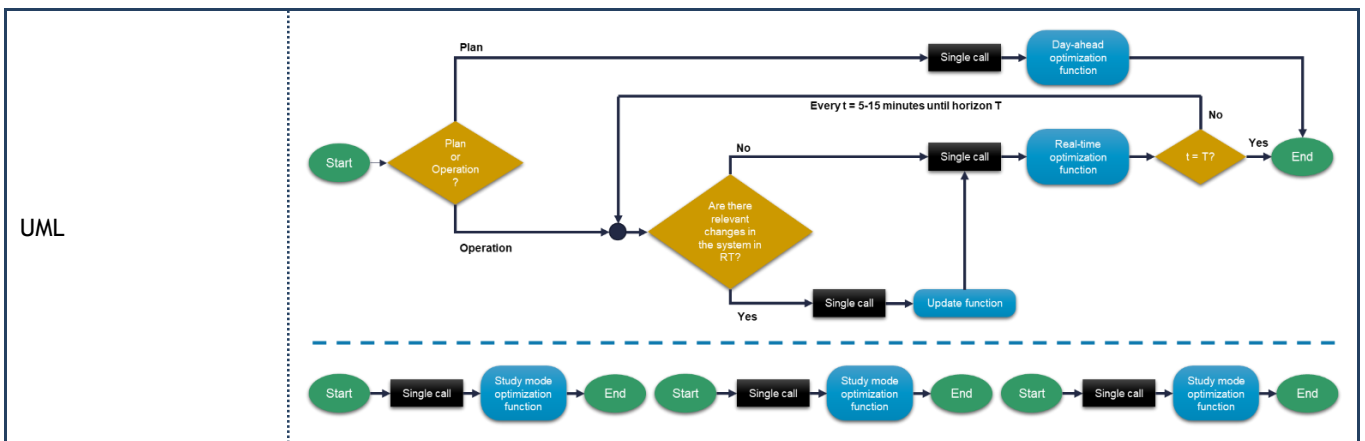 UML
Plan
Single call
Day-ahead
optimization
function
Every t = 5-15 minutes until horizon T
No
Start
Plan
or
Operation
?
No
Single call
Real-time
optimization
function
t = T?
Yes
End
Operation
Are there
relevant
changes in
the system in
RT?
Yes
Single call
Update function
Start
Single call
Study mode
optimization
function
End
Start
Single call
Study mode
optimization
function
End
Start
Single call
Study mode
optimization
function
End